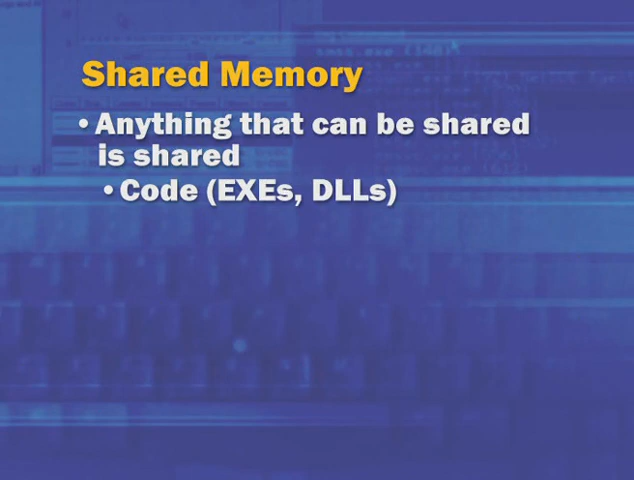 Shared Memory
• Anything that can be shared
is shared
• Code (EXEs, DLLs)